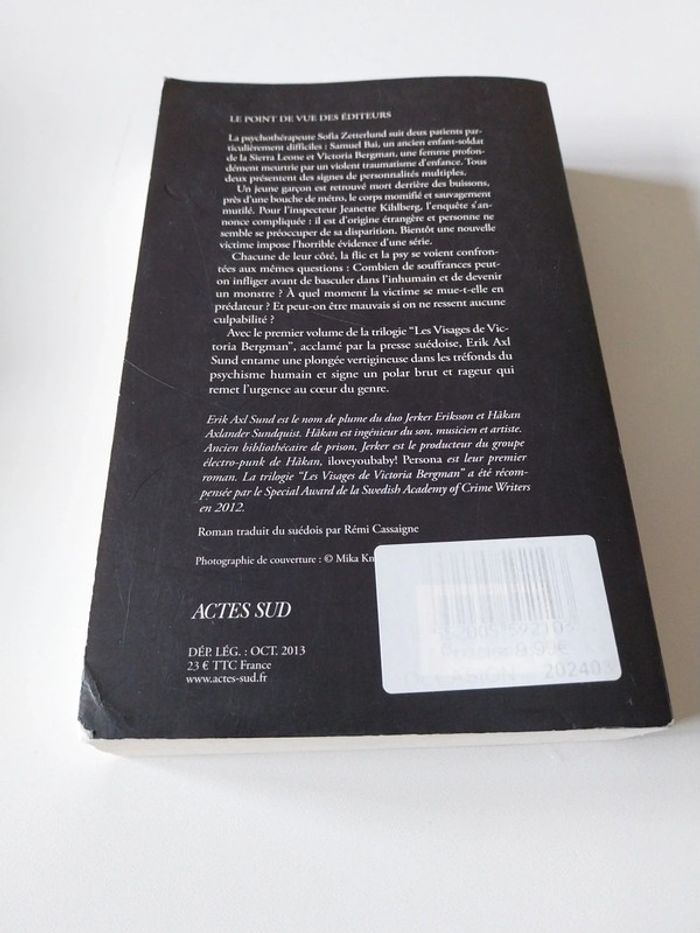 LE POINT DE VUE DES ÉDITEURS
La psychothérapeute Sofia Zetterlund suit deux patients par-
ticulièrement difficiles : Samuel Bai, un ancien enfant-soldat
de la Sierra Leone et Victoria Bergman, une femme profon-
dément meurtrie par un violent traumatisme d'enfance. Tous
deux présentent des signes de personnalités multiples.
Un jeune garçon est retrouvé mort derrière des buissons,
près d'une bouche de métro, le corps momifié et sauvagement
mutilé. Pour l'inspecteur Jeanette Kihlberg, l'enquête s'an-
nonce compliquée : il est d'origine étrangère et personne ne
semble se préoccuper de sa disparition. Bientôt une nouvelle
victime impose l'horrible évidence d'une série.
Chacune de leur côté, la flic et la psy se voient confron-
tées aux mêmes questions : Combien de souffrances peut-
on infliger avant de basculer dans l'inhumain et de devenir
un monstre ? À quel moment la victime se mue-t-elle en
prédateur ? Et peut-on être mauvais si on ne ressent aucune
culpabilité ?
Avec le premier volume de la trilogie "Les Visages de Vic-
toria Bergman", acclamé par la presse suédoise, Erik Axl
Sund entame une plongée vertigineuse dans les tréfonds du
psychisme humain et signe un polar brut et rageur qui
remet l'urgence au cœur du genre.
Erik Axl Sund est le nom de plume du duo Jerker Eriksson et Håkan
Axlander Sundquist. Håkan est ingénieur du son, musicien et artiste.
Ancien bibliothécaire de prison, Jerker est le producteur du groupe
électro-punk de Håkan, iloveyoubaby! Persona est leur premier
roman. La trilogie "Les Visages de Victoria Bergman" a été récom-
pensée par le Special Award de la Swedish Academy of Crime Writers
en 2012.
Roman traduit du suédois par Rémi Cassaigne
Photographie de couverture : © Mika
ACTES SUD
DÉP. LÉG. : OCT. 2013
23 € TTC France
www.actes-sud.fr
9.99€
OCCASION 202403